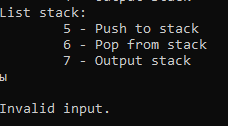 List stack:
5 - Push to stack
6 - Pop from stack
7 - Output stack
ы
Invalid input.